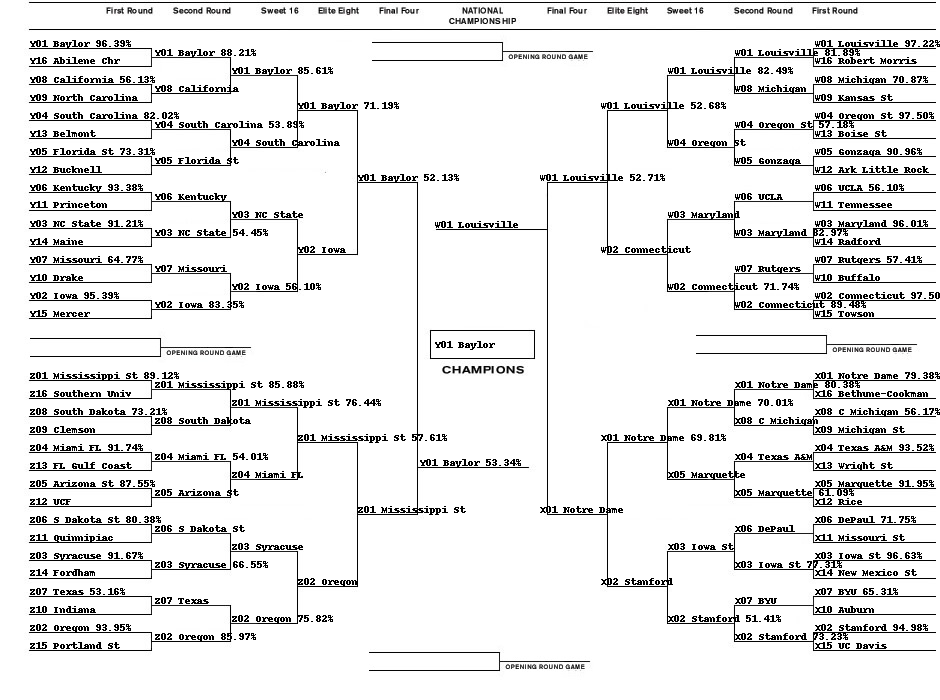 First Round Second Round Sweet 16 Elite Eight Final Four NATIONAL CHAMPIONSHIP Final Four Elite Eight Sweet 16 Second Round First Round
Y01 Baylor 96.39%
Y16 Abilene Chr
Y08 California 56.13%
Y09 North Carolina
Y04 South Carolina 82.02%
Y13 Belmont
Y05 Florida St 73.31%
Y12 Bucknell
Y06 Kentucky 93.38%
Y11 Princeton
Y03 NC State 91.21%
Y14 Maine
Y07 Missouri 64.77%
Y10 Drake
Y02 Iowa 95.39%
Y15 Mercer
Y01 Baylor 88.21%
Y08 California
Y04 South Carolina 53.89%
Y05 Florida St
Y06 Kentucky
Y03 NC State 54.45%
Y07 Missouri
Y02 Iowa 83.35%
Y01 Baylor 85.61%
Y04 South Carolina
Y03 NC State
Y02 Iowa 56.10%
Y01 Baylor 71.19%
Y02 Iowa
Y01 Baylor 52.13%
OPENING ROUND GAME
OPENING ROUND GAME
Z01 Mississippi St 89.12%
Z16 Southern Univ
Z08 South Dakota 73.21%
Z09 Clemson
Z04 Miami FL 91.74%
Z13 FL Gulf Coast
Z05 Arizona St 87.55%
Z12 UCF
Z06 S Dakota St 80.38%
Z11 Quinnipiac
Z03 Syracuse 91.67%
Z14 Fordham
Z07 Texas 53.16%
Z10 Indiana
Z02 Oregon 93.95%
Z15 Portland St
Z01 Mississippi St 85.88%
Z08 South Dakota
Z04 Miami FL 54.01%
Z05 Arizona St
Z06 S Dakota St
Z03 Syracuse 66.55%
Z07 Texas
Z02 Oregon 85.97%
Z01 Mississippi St 76.44%
Z04 Miami FL
Z03 Syracuse
Z02 Oregon 75.82%
Z01 Mississippi St 57.61%
Z02 Oregon
Z01 Mississippi St
Y01 Baylor 53.34%
W01 Louisville
Y01 Baylor
CHAMPIONS
W01 Louisville 52.71%
X01 Notre Dame
W01 Louisville 52.68%
W02 Connecticut
W01 Louisville 82.49%
W04 Oregon St
W03 Maryland
W02 Connecticut 71.74%
W01 Louisville 81.89%
W08 Michigan
W04 Oregon St 57.18%
W05 Gonzaga
W06 UCLA
W03 Maryland 82.97%
W07 Rutgers
W02 Connecticut 89.48%
W01 Louisville 97.22%
W16 Robert Morris
W08 Michigan 70.87%
W09 Kansas St
W04 Oregon St 97.50%
W13 Boise St
W05 Gonzaga 90.96%
W12 Ark Little Rock
W06 UCLA 56.10%
W11 Tennessee
W03 Maryland 96.01%
W14 Radford
W07 Rutgers 57.41%
W10 Buffalo
W02 Connecticut 97.50
W15 Towson
OPENING ROUND GAME
X01 Notre Dame 69.81%
X02 Stanford
X01 Notre Dame 70.01%
X05 Marquette
X03 Iowa St
X02 Stanford 51.41%
X01 Notre Dame 80.38%
X08 C Michigan
X04 Texas A&M
X05 Marquette 61.09%
X06 DePaul
X03 Iowa St 77.31%
X07 BYU
X02 Stanford 73.23%
X01 Notre Dame 79.38%
X16 Bethune-Cookman
X08 C Michigan 56.17%
X09 Michigan St
X04 Texas A&M 93.52%
X13 Wright St
X05 Marquette 91.95%
X12 Rice
X06 DePaul 71.75%
X11 Missouri St
X03 Iowa St 96.63%
X14 New Mexico St
X07 BYU 65.31%
X10 Auburn
X02 Stanford 94.98%
X15 UC Davis
OPENING ROUND GAME